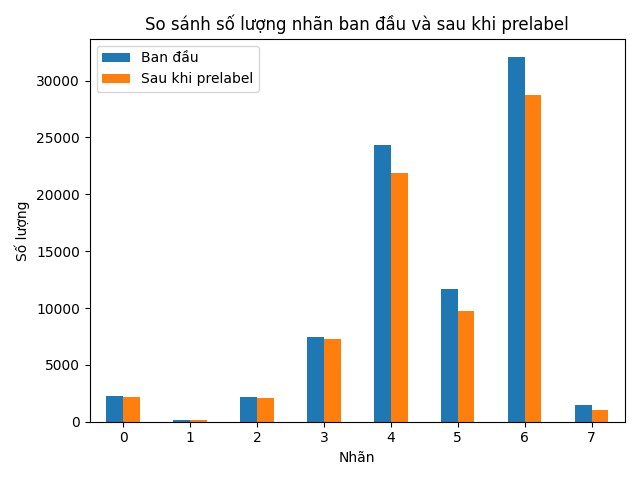 So sánh số lượng nhãn ban đầu và sau khi prelabel
Ban đầu
Sau khi prelabel
30000
25000
20000
15000
10000
5000
0
Số lượng
0 1 2 3 4 5 6 7
Nhãn